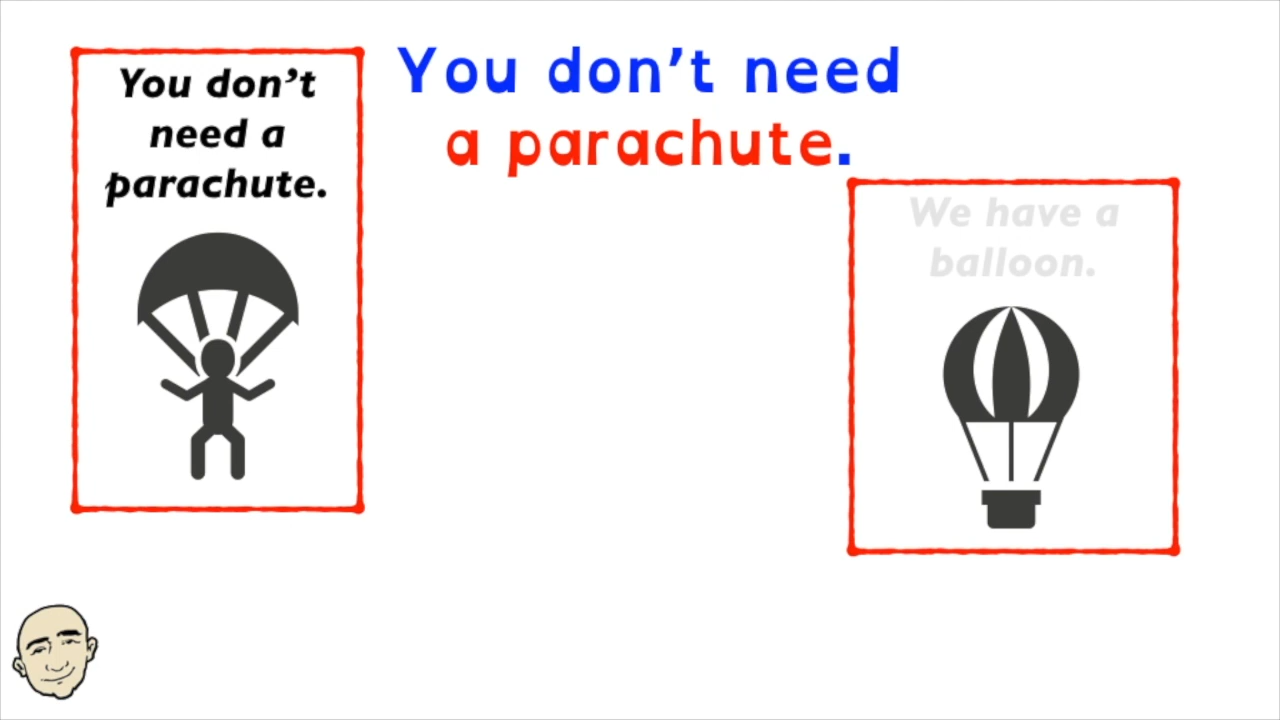 You don't
need a
parachute.
You don't need
a parachute.
We have a
balloon.